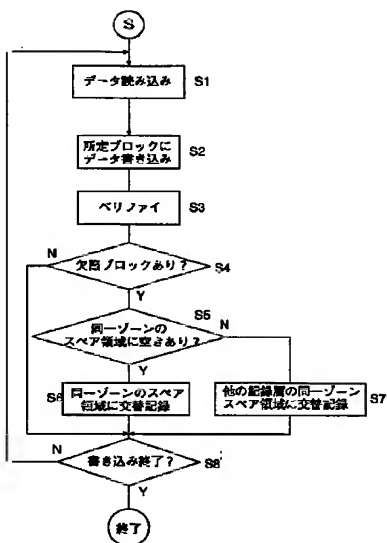 S
データ読み込み S1
所定ブロックに
データ書き込み S2
ベリファイ S3
N 欠陥ブロックあり？ S4
Y
S5
同一ゾーンの N
スペア領域に空きあり？
Y
S6 同一ゾーンのスペア
領域に交替記録
他の記録層の同一ゾーン
スペア領域に交替記録 S7
N 書き込み終了？ S8
Y
終了